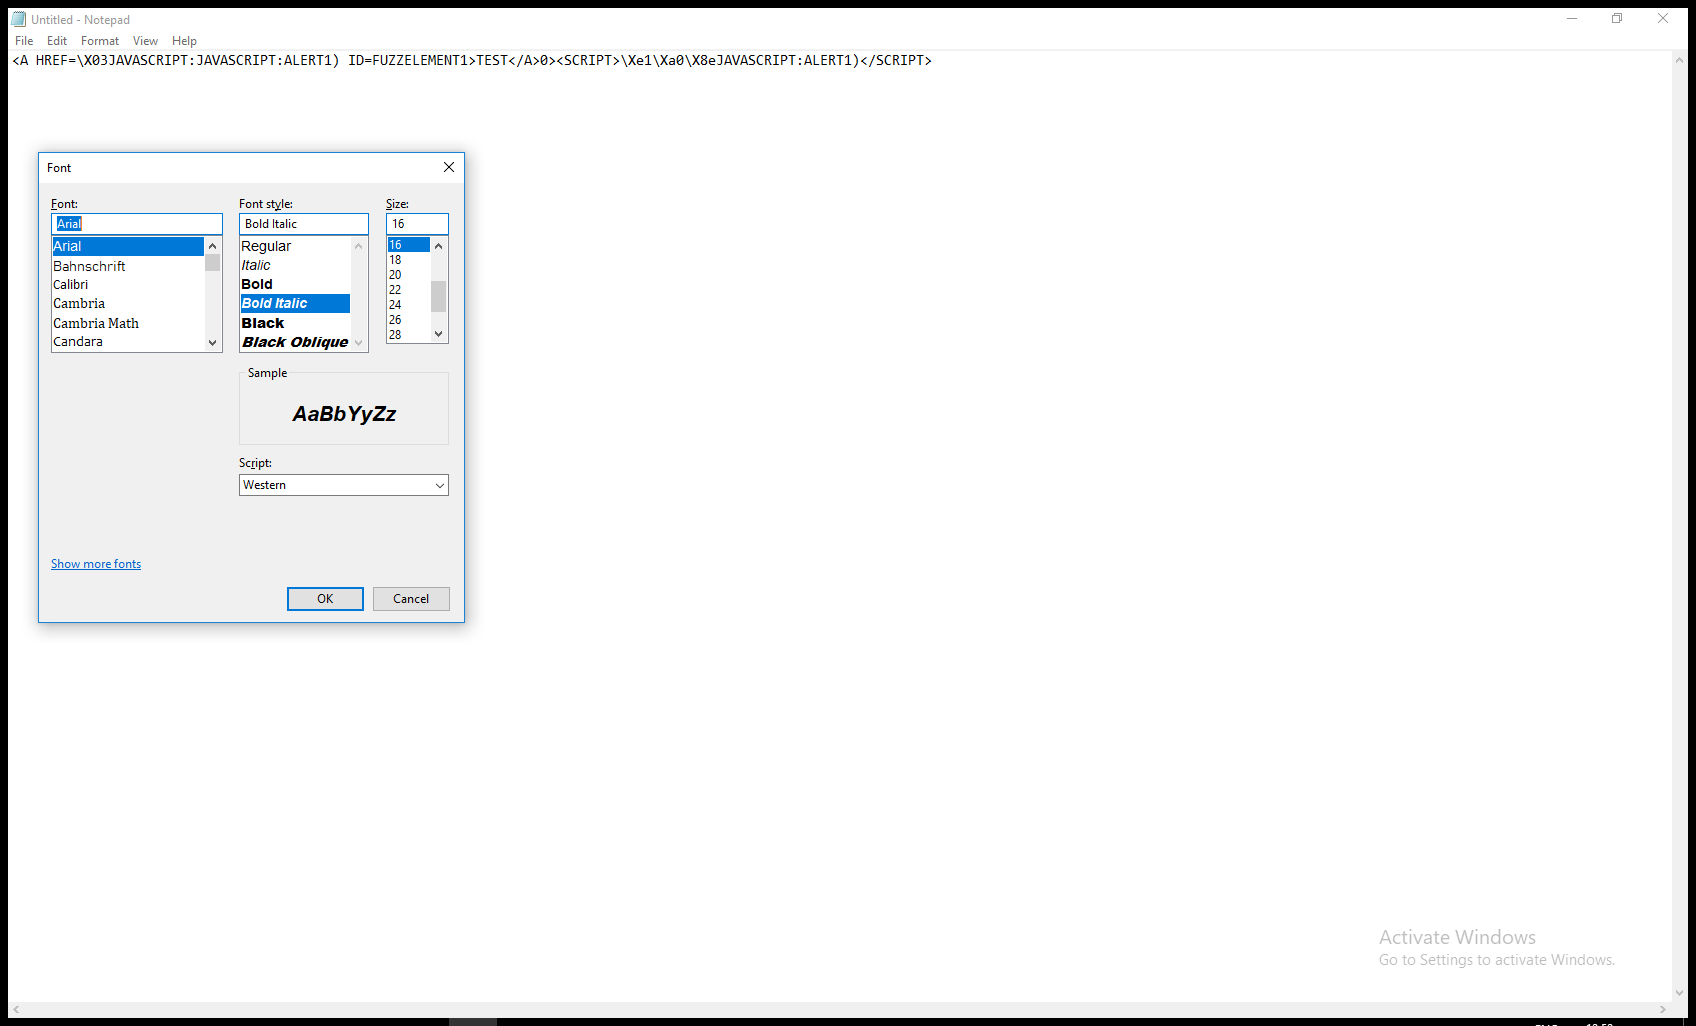 Untitled - Notepad
File Edit Format View Help
<A HREF=\X03JAVASCRIPT:JAVASCRIPT:ALERT1) ID=FUZZELEMENT1>TEST</A>0><SCRIPT>\Xe1\Xa0\X8eJAVASCRIPT:ALERT1)</SCRIPT>
Font
Font: Font style: Size:
Arial Bold Italic 16
Arial Regular 16
Bahnschrift Italic 18
Calibri Bold 20
Cambria Bold Italic 22
Cambria Math Black 24
Candara Black Oblique 26
28
Sample
AaBbYyZz
Script:
Western
Show more fonts
OK Cancel
Activate Windows
Go to Settings to activate Windows.